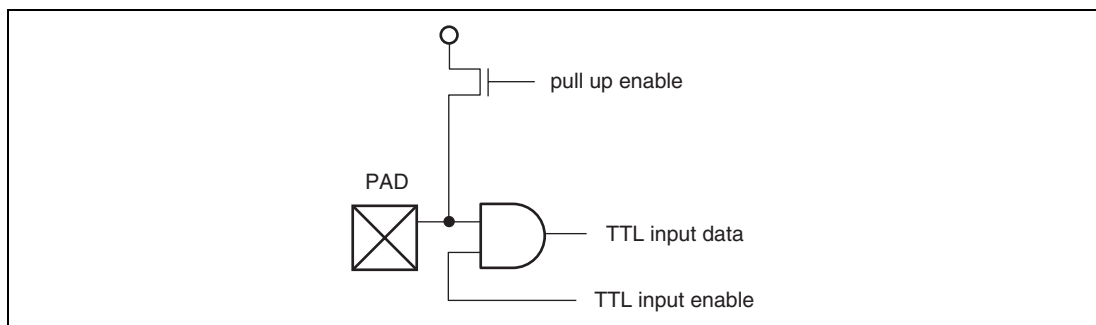 pull up enable
PAD
TTL input data
TTL input enable